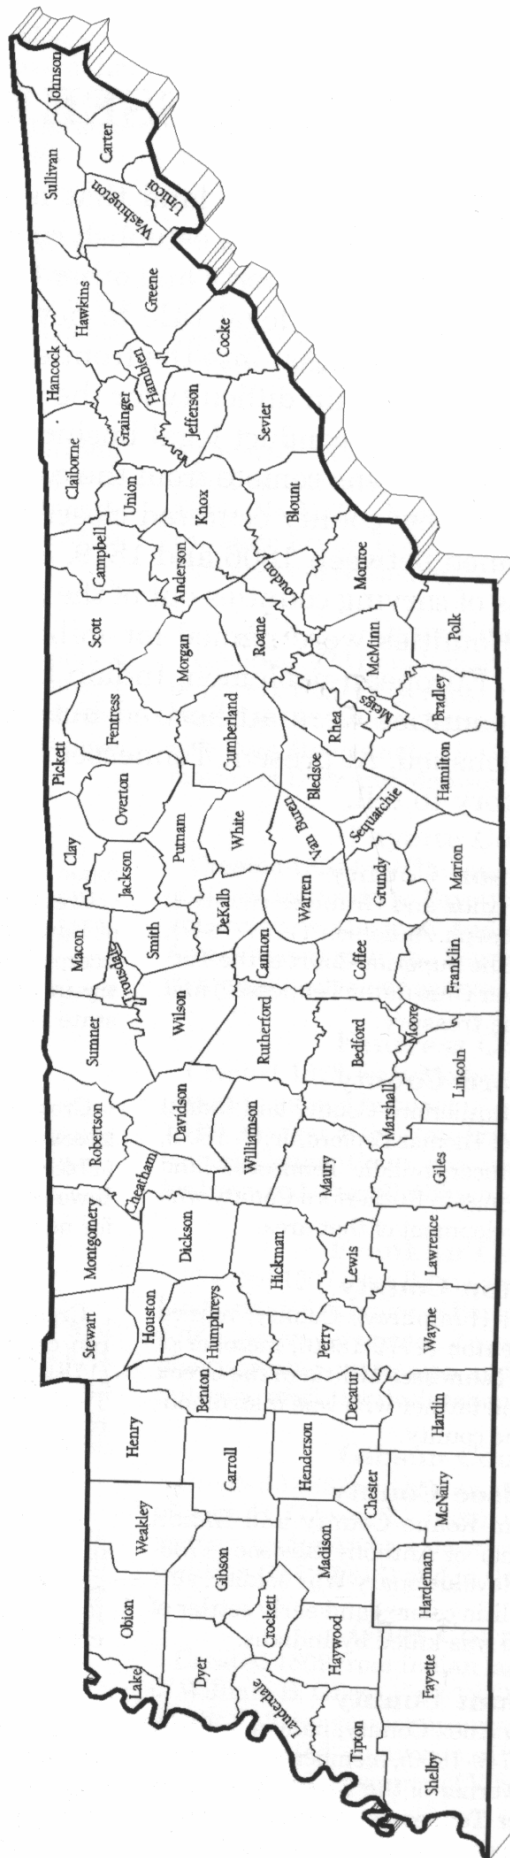 Johnson
Carter
Sullivan
Unicoi
Washington
Greene
Hawkins
Hancock
Hamblen
Cocke
Grainger
Jefferson
Sevier
Claiborne
Union
Knox
Blount
Campbell
Anderson
Loudon
Monroe
Scott
Morgan
Roane
McMinn
Polk
Meigs
Bradley
Rhea
Hamilton
Pickett
Fentress
Cumberland
Bledsoe
Sequatchie
Overton
Clay
Putnam
White
Van Buren
Jackson
Grundy
Marion
Warren
DeKalb
Smith
Macon
Trousdale
Cannon
Coffee
Franklin
Wilson
Sumner
Rutherford
Bedford
Moore
Lincoln
Robertson
Davidson
Williamson
Marshall
Cheatham
Maury
Giles
Montgomery
Dickson
Hickman
Lewis
Lawrence
Stewart
Houston
Humphreys
Perry
Wayne
Henry
Benton
Decatur
Hardin
Carroll
Henderson
Chester
McNairy
Weakley
Gibson
Madison
Hardeman
Obion
Crockett
Haywood
Fayette
Lake
Dyer
Lauderdale
Tipton
Shelby